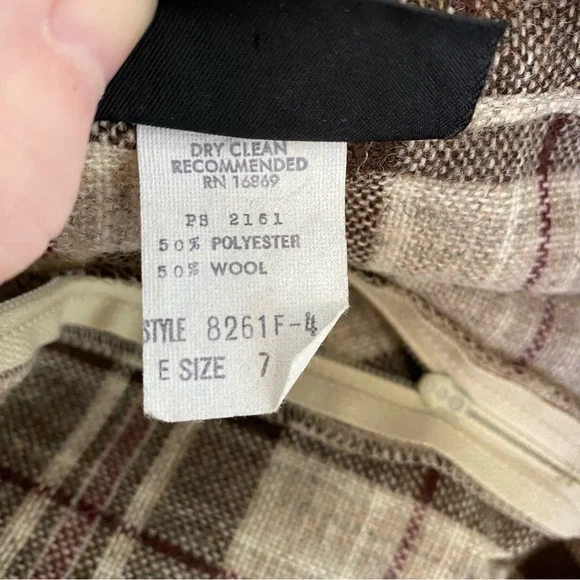 DRY CLEAN
RECOMMENDED
RN 16869
PS 2161
50% POLYESTER
50% WOOL
STYLE 8261F-4
E SIZE 7